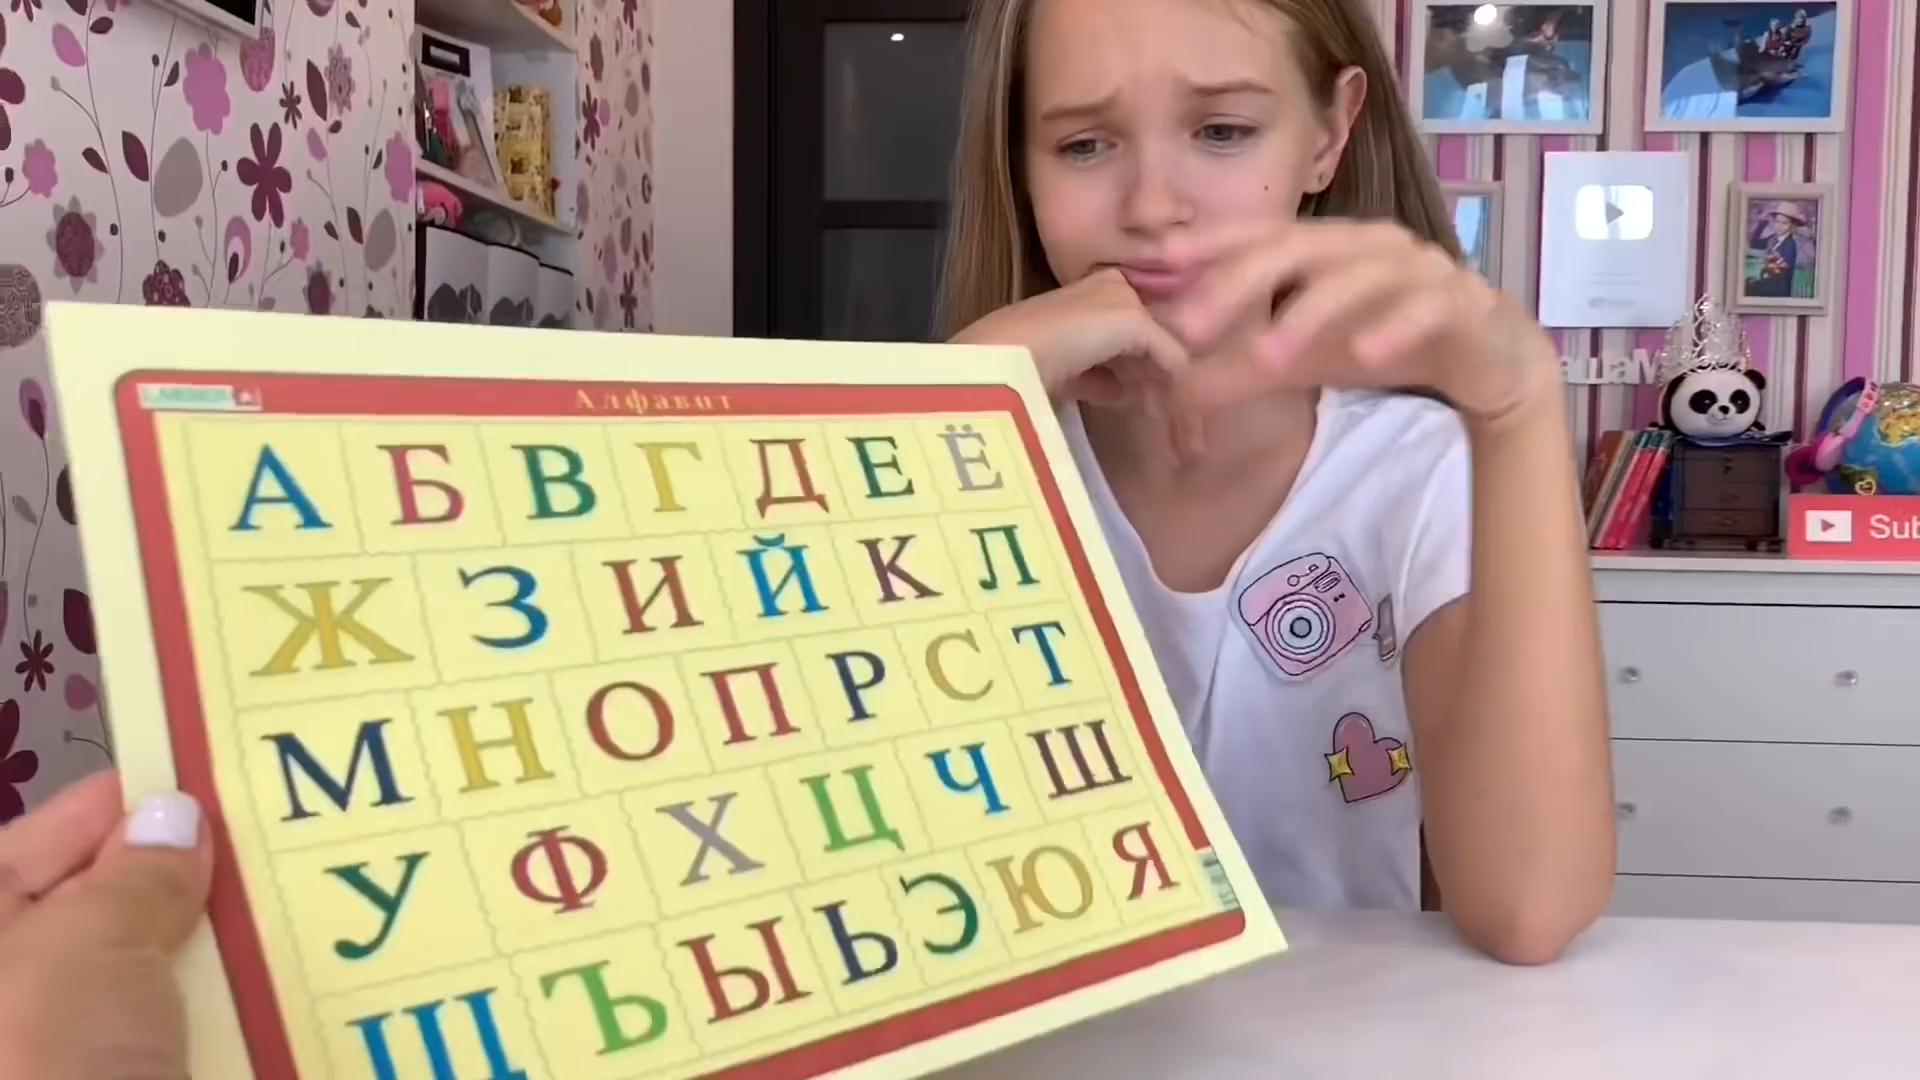 Алфавит
А Б В Г Д Е Ё
Ж З И Й К Л
М Н О П Р С Т
У Ф Х Ц Ч Ш
Щ Ъ Ы Ь Э Ю Я
Sub